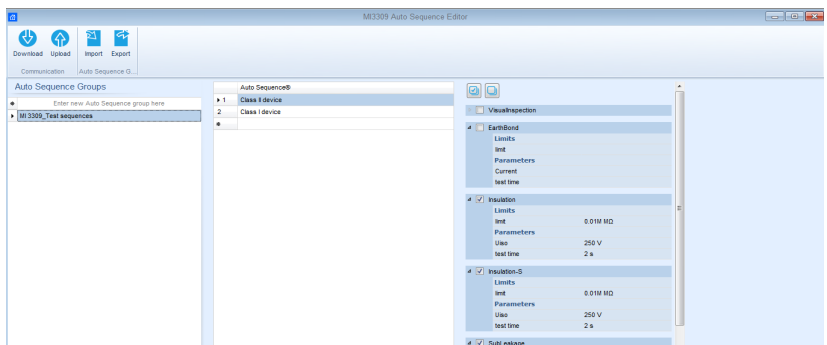 MI3309 Auto Sequence Editor
Download Upload Import Export
Communication Auto Sequence G...
Auto Sequence Groups
Enter new Auto Sequence group here
MI 3309_Test sequences
Auto Sequence®
1 Class II device
2 Class I device
VisualInspection
EarthBond
Limits
limit
Parameters
Current
test time
Insulation
Limits
limit 0.01M MΩ
Parameters
Uiso 250 V
test time 2 s
Insulation-S
Limits
limit 0.01M MΩ
Parameters
Uiso 250 V
test time 2 s
SubLeakage